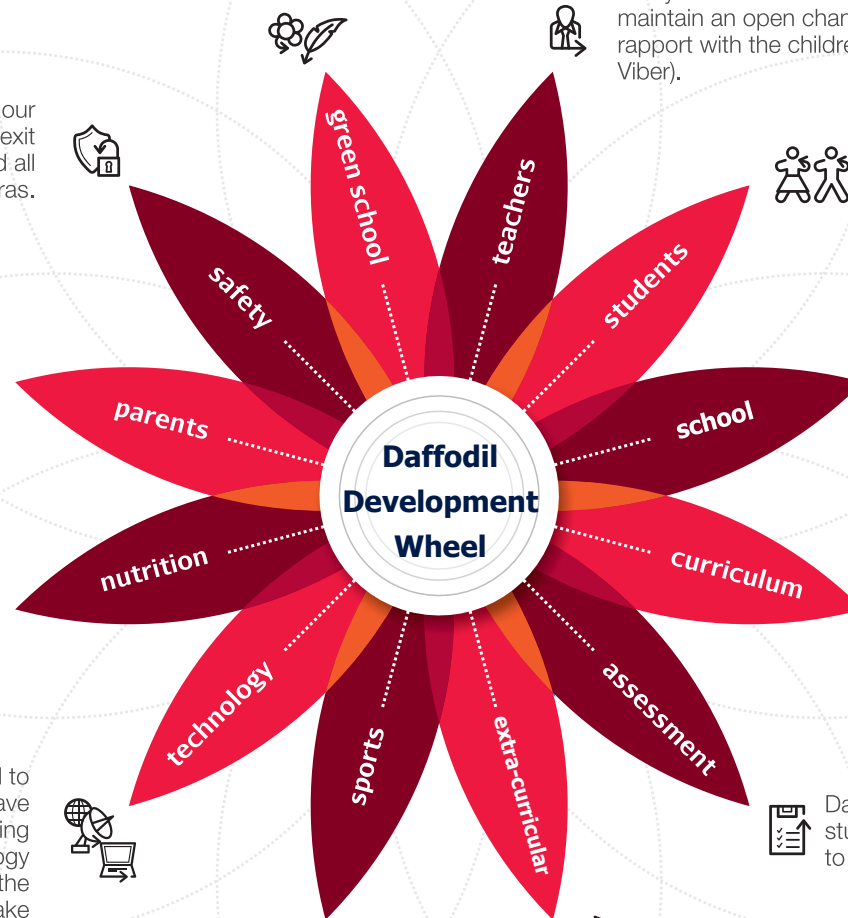 maintain an open chan
rapport with the childre
Viber).
our
exit
d all
ras.
green school
teachers
students
school
curriculum
assessment
extra-curricular
sports
technology
nutrition
parents
safety
Daffodil
Development
Wheel
to
ave
ing
ogy
the
ake
Da
stu
to